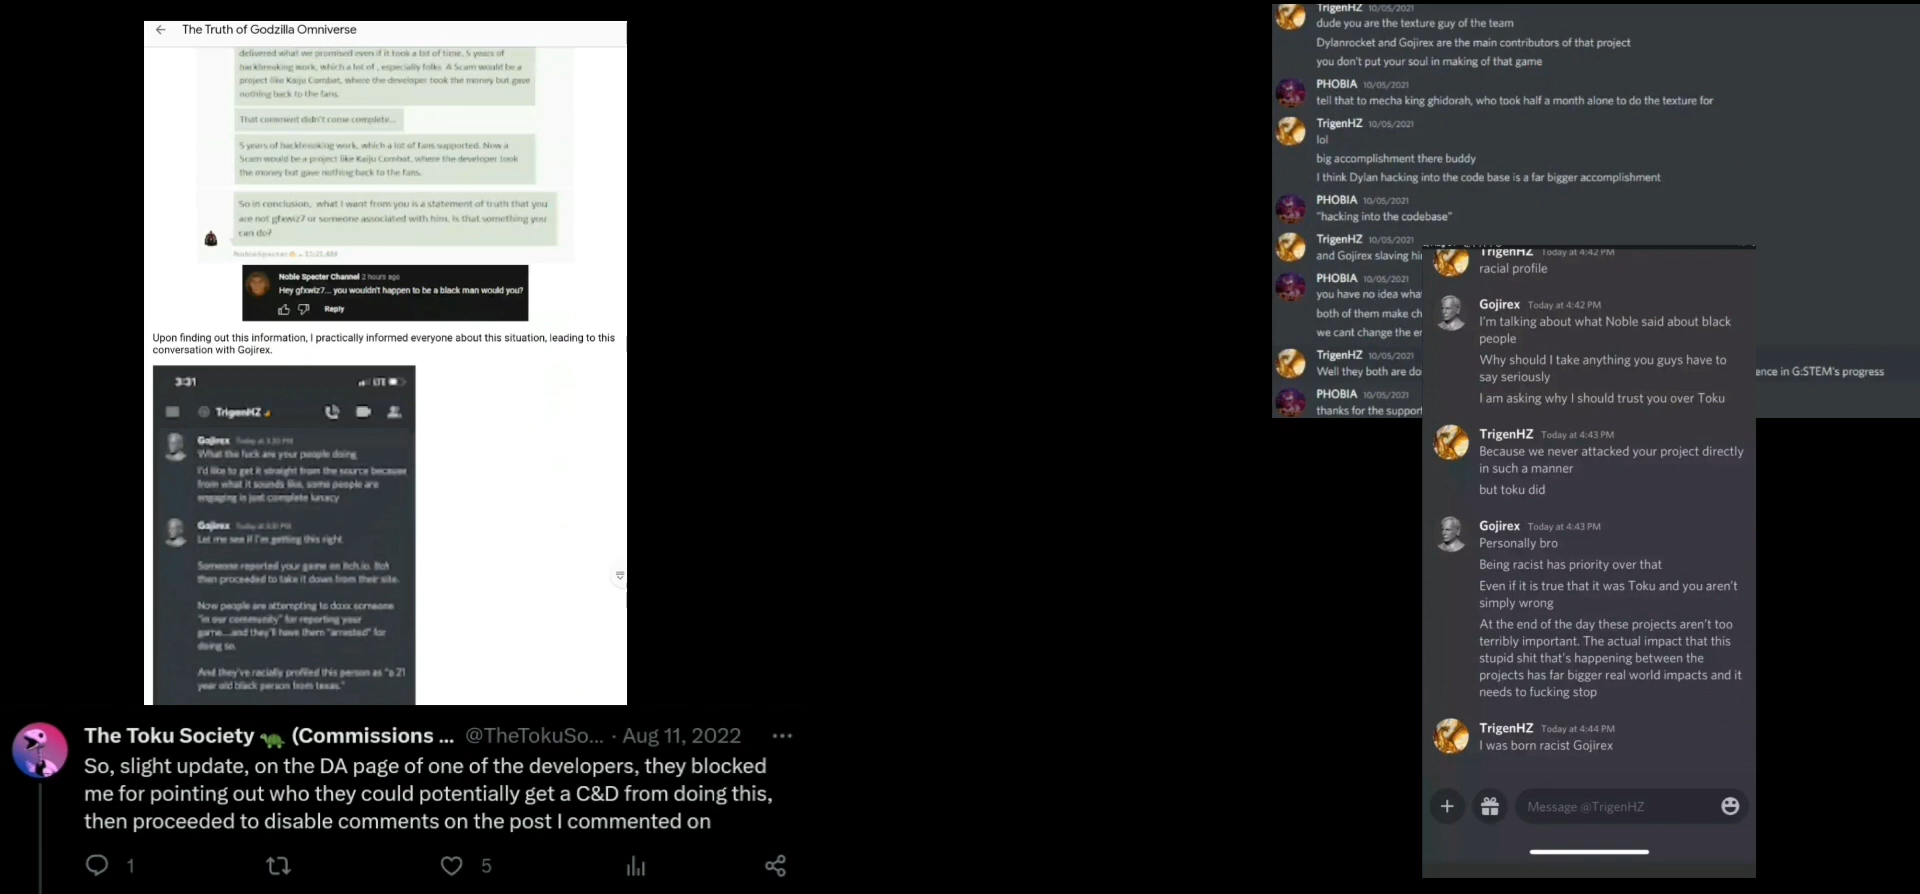 The Truth of Godzilla Omniverse
delivered what we promised even if it took a bit of time. 5 years of
backbreaking work, which a lot of , especially folks. A Scam would be a
project like Kaiju Combat, where the developer took the money but gave
nothing back to the fans.
That comment didn't come complete...
5 years of backbreaking work, which a lot of fans supported. Now a
Scam would be a project like Kaiju Combat, where the developer took
the money but gave nothing back to the fans.
So in conclusion, what I want from you is a statement of truth that you
are not gfxwiz7 or someone associated with him, is that something you
can do?
NobleSpecter
Noble Specter Channel 2 hours ago
Hey gfxwiz7... you wouldn't happen to be a black man would you?
Reply
Upon finding out this information, I practically informed everyone about this situation, leading to this
conversation with Gojirex.
3:31
LTE
TrigenHZ
Gojirex Today at 3:30 PM
What the fuck are your people doing
I'd like to get it straight from the source because
from what it sounds like, some people are
engaging in just complete lunacy
Gojirex Today at 3:31 PM
Let me see if I'm getting this right.
Someone reported your game on Itch.io. Itch
then proceeded to take it down from their site.
Now people are attempting to doxx someone
"in our community" for reporting your
game...and they'll have them "arrested" for
doing so.
And they've racially profiled this person as "a 21
year old black person from texas."
The Toku Society 🐢 (Commissions ... @TheTokuSo... · Aug 11, 2022
So, slight update, on the DA page of one of the developers, they blocked
me for pointing out who they could potentially get a C&D from doing this,
then proceeded to disable comments on the post I commented on
1 5
TrigenHZ 10/05/2021
dude you are the texture guy of the team
Dylanrocket and Gojirex are the main contributors of that project
you don't put your soul in making of that game
PHOBIA 10/05/2021
tell that to mecha king ghidorah, who took half a month alone to do the texture for
TrigenHZ 10/05/2021
lol
big accomplishment there buddy
I think Dylan hacking into the code base is a far bigger accomplishment
PHOBIA 10/05/2021
"hacking into the codebase"
TrigenHZ 10/05/2021
and Gojirex slaving hi
PHOBIA 10/05/2021
you have no idea wha
both of them make ch
we cant change the er
TrigenHZ 10/05/2021
Well they both are do
ence in G:STEM's progress
PHOBIA 10/05/2021
thanks for the support
TrigenHZ Today at 4:42 PM
racial profile
Gojirex Today at 4:42 PM
I'm talking about what Noble said about black
people
Why should I take anything you guys have to
say seriously
I am asking why I should trust you over Toku
TrigenHZ Today at 4:43 PM
Because we never attacked your project directly
in such a manner
but toku did
Gojirex Today at 4:43 PM
Personally bro
Being racist has priority over that
Even if it is true that it was Toku and you aren't
simply wrong
At the end of the day these projects aren't too
terribly important. The actual impact that this
stupid shit that's happening between the
projects has far bigger real world impacts and it
needs to fucking stop
TrigenHZ Today at 4:44 PM
I was born racist Gojirex
Message @TrigenHZ